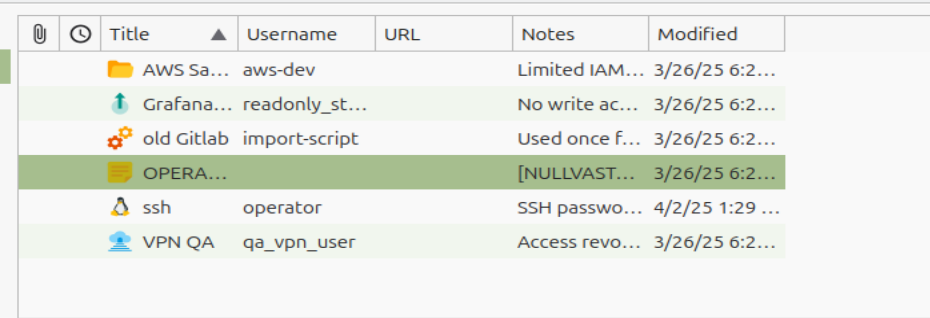 Title Username URL Notes Modified
AWS Sa... aws-dev Limited IAM... 3/26/25 6:2...
Grafana... readonly_st... No write ac... 3/26/25 6:2...
old Gitlab import-script Used once f... 3/26/25 6:2...
OPERA... [NULLVAST... 3/26/25 6:2...
ssh operator SSH passwo... 4/2/25 1:29 ...
VPN QA qa_vpn_user Access revo... 3/26/25 6:2...